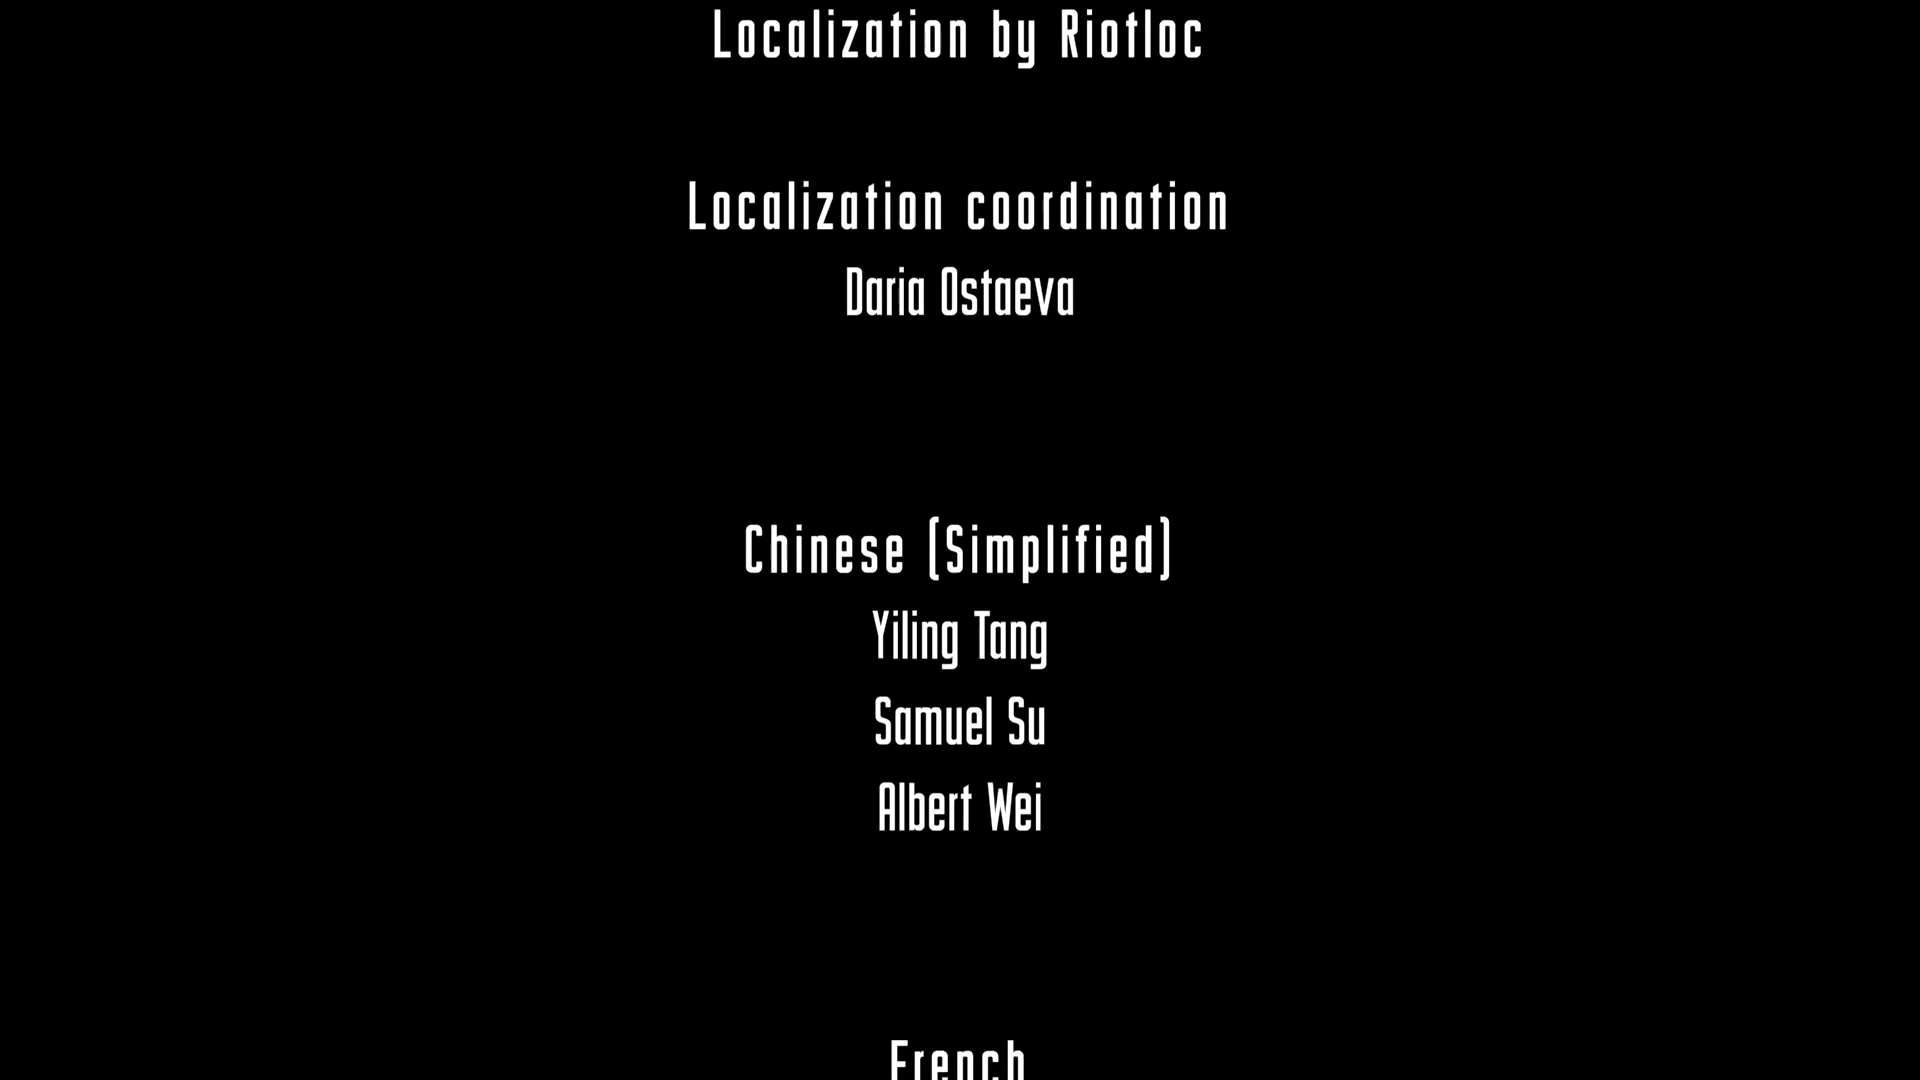 Localization by Riotloc
Localization coordination
Daria Ostaeva
Chinese (Simplified)
Yiling Tang
Samuel Su
Albert Wei
French